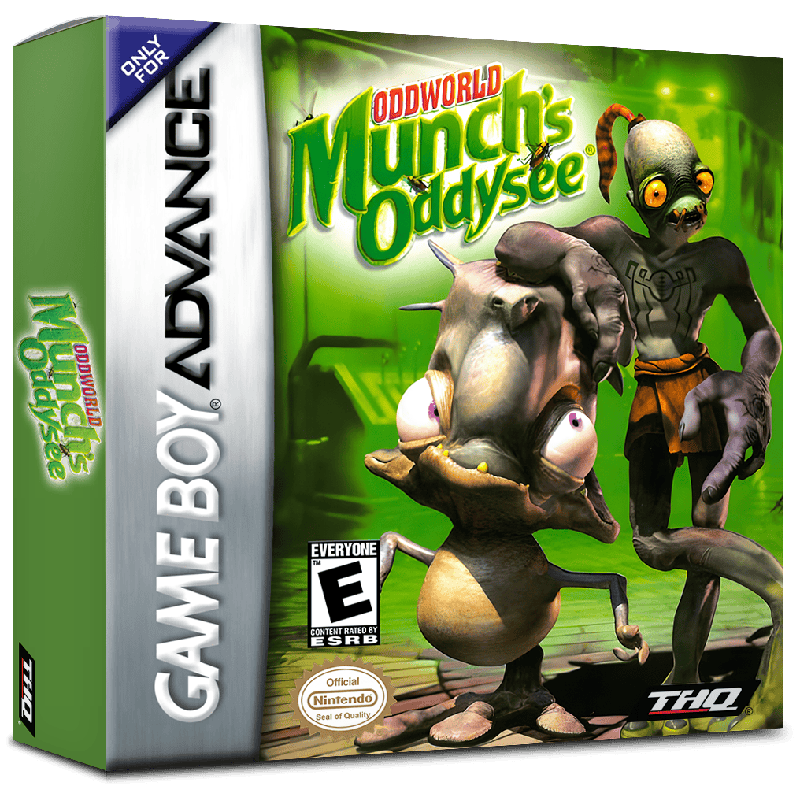 ONLY
FOR
GAME BOY® ADVANCE
ODDWORLD
Munch's
Oddysee®
ODDWORLD
Munch's
Oddysee
EVERYONE
E™
CONTENT RATED BY
ESRB
Official
Nintendo
Seal of Quality
THQ®
THQ